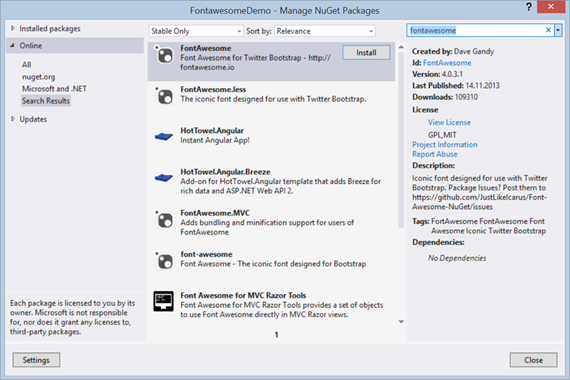 FontawesomeDemo - Manage NuGet Packages
Installed packages
Online
All
nuget.org
Microsoft and .NET
Search Results
Updates
Each package is licensed to you by its
owner. Microsoft is not responsible
for, nor does it grant any licenses to,
third-party packages.
Stable Only
Sort by: Relevance
FontAwesome
Font Awesome for Twitter Bootstrap - http://
fontawesome.io
Install
FontAwesome.less
The iconic font designed for use with Twitter
Bootstrap.
HotTowel.Angular
Instant Angular App!
HotTowel.Angular.Breeze
Add-on for HotTowel.Angular template that adds Breeze for
rich data and ASP.NET Web API 2.
FontAwesome.MVC
Adds bundling and minification support for users of
FontAwesome
font-awesome
Font Awesome - The iconic font designed for Bootstrap
Font Awesome for MVC Razor Tools
Font Awesome for MVC Razor Tools provides a set of objects
to use Font Awesome directly in MVC Razor views.
1
fontawesome
Created by: Dave Gandy
Id: FontAwesome
Version: 4.0.3.1
Last Published: 14.11.2013
Downloads: 109310
License
View License
GPL,MIT
Project Information
Report Abuse
Description:
Iconic font designed for use with Twitter
Bootstrap. Package Issues? Post them to
https://github.com/JustLikeIcarus/Font-
Awesome-NuGet/issues
Tags: FontAwesome FontAwesome Font
Awesome Iconic Twitter Bootstrap
Dependencies:
No Dependencies
Settings
Close